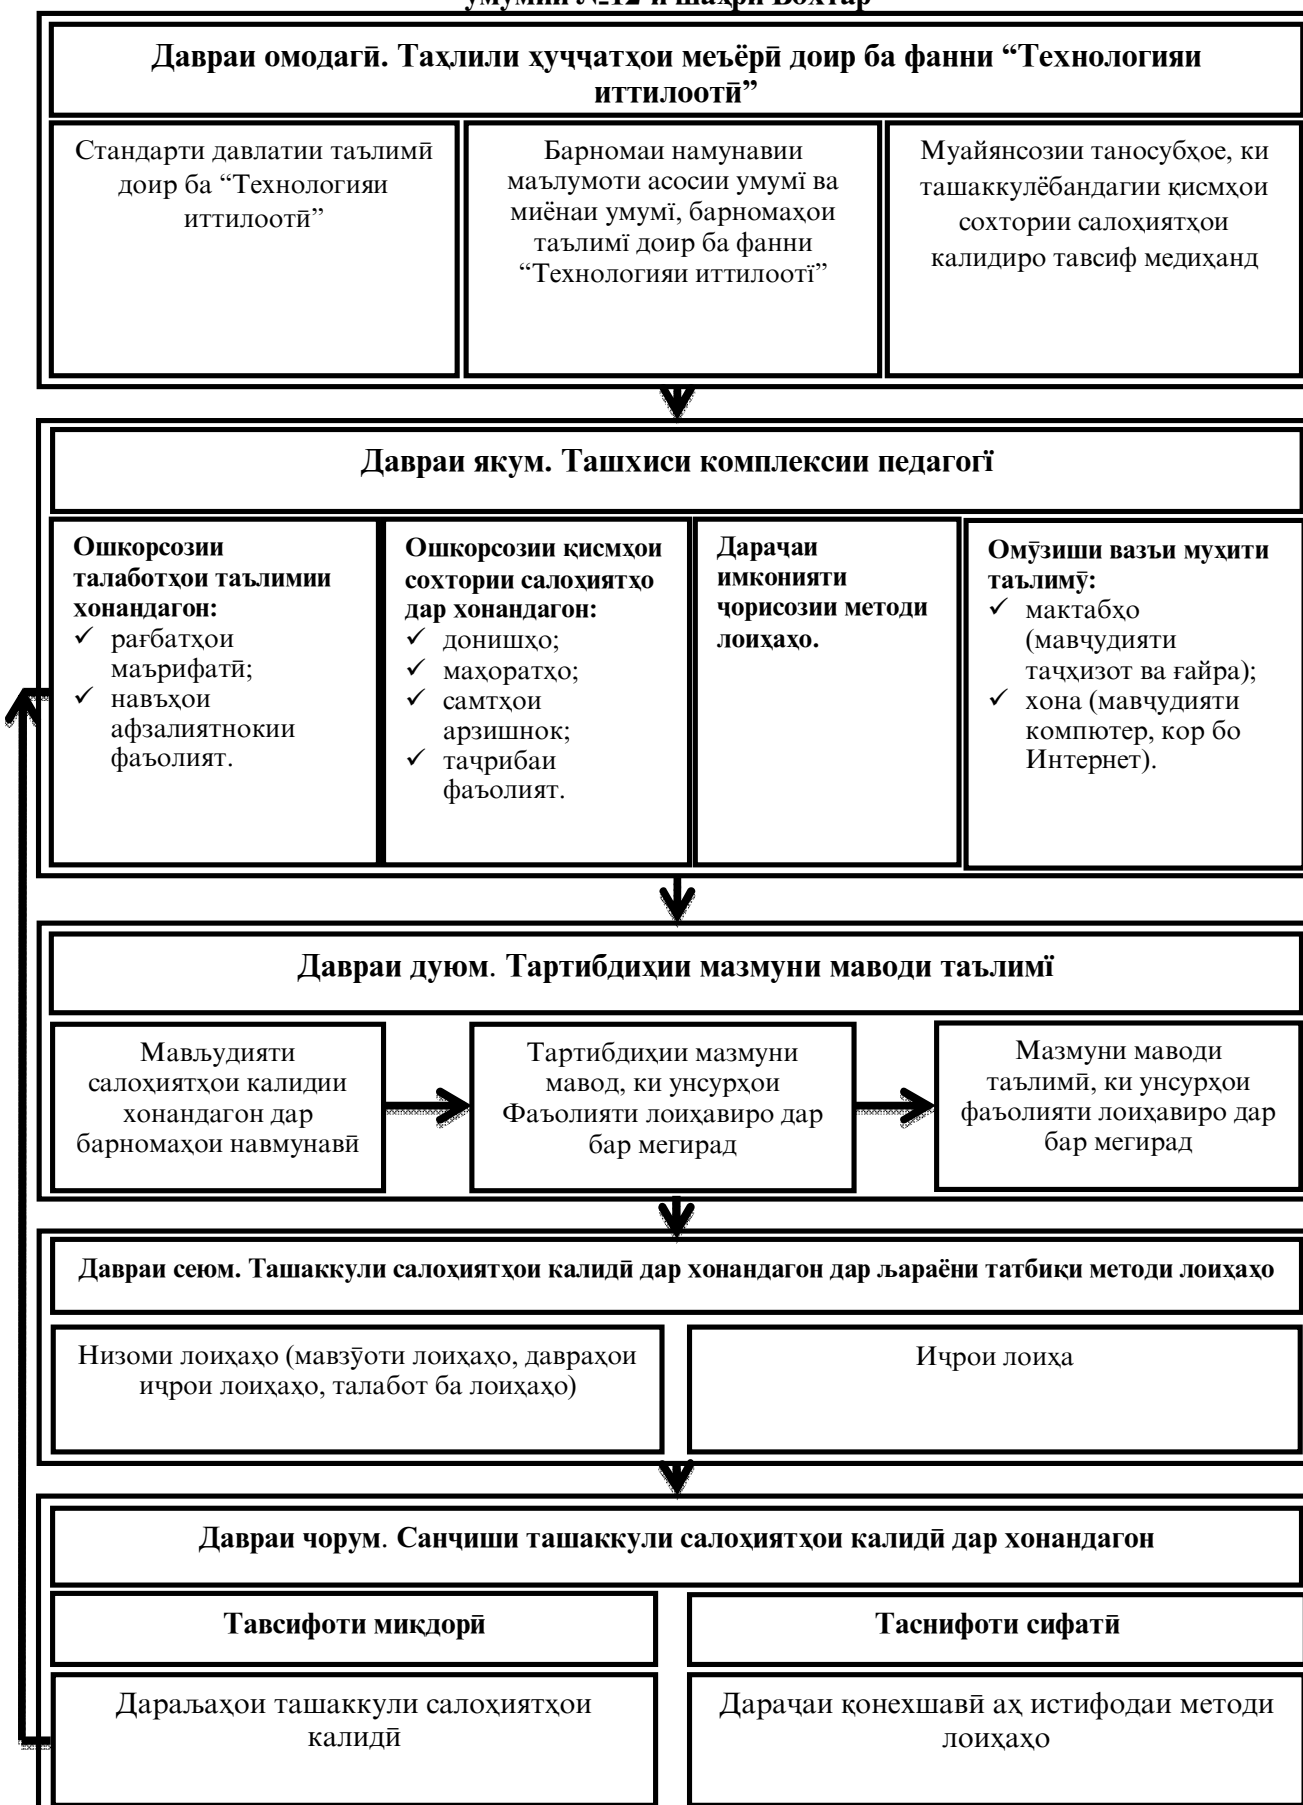 умумии №12-и шаҳри Бохтар
Давраи омодагӣ. Таҳлили ҳуҷҷатҳои меъёрӣ доир ба фанни “Технологияи
иттилоотӣ”
Стандарти давлатии таълимӣ
доир ба “Технологияи
иттилоотӣ”
Барномаи намунавии
маълумоти асосии умумї ва
миёнаи умумї, барномаҳои
таълимї доир ба фанни
“Технологияи иттилоотї”
Муайянсозии таносубҳое, ки
ташаккулёбандагии қисмҳои
сохтории салоҳиятҳои
калидиро тавсиф медиҳанд
Давраи якум. Ташхиси комплексии педагогї
Ошкорсозии
талаботҳои таълимии
хонандагон:
✓ рағбатҳои
маърифатӣ;
✓ навъҳои
афзалиятнокии
фаъолият.
Ошкорсозии қисмҳои
сохтории салоҳиятҳо
дар хонандагон:
✓ донишҳо;
✓ маҳоратҳо;
✓ самтҳои
арзишнок;
✓ таҷрибаи
фаъолият.
Дараҷаи
имконияти
ҷорисозии методи
лоиҳаҳо.
Омӯзиши вазъи муҳити
таълимӯ:
✓ мактабҳо
(мавҷудияти
таҷҳизот ва ғайра);
✓ хона (мавҷудияти
компютер, кор бо
Интернет).
Давраи дуюм. Тартибдиҳии мазмуни маводи таълимї
Мављудияти
салоҳиятҳои калидии
хонандагон дар
барномаҳои навмунавӣ
Тартибдиҳии мазмуни
мавод, ки унсурҳои
Фаъолияти лоиҳавиро дар
бар мегирад
Мазмуни маводи
таълимӣ, ки унсурҳои
фаъолияти лоиҳавиро дар
бар мегирад
Давраи сеюм. Ташаккули салоҳиятҳои калидӣ дар хонандагон дар љараёни татбиқи методи лоиҳаҳо
Низоми лоиҳаҳо (мавзӯоти лоиҳаҳо, давраҳои
иҷрои лоиҳаҳо, талабот ба лоиҳаҳо)
Иҷрои лоиҳа
Давраи чорум. Санҷиши ташаккули салоҳиятҳои калидӣ дар хонандагон
Тавсифоти миқдорӣ
Таснифоти сифатӣ
Дараљаҳои ташаккули салоҳиятҳои
калидӣ
Дараҷаи қонехшавӣ аҳ истифодаи методи
лоиҳаҳо